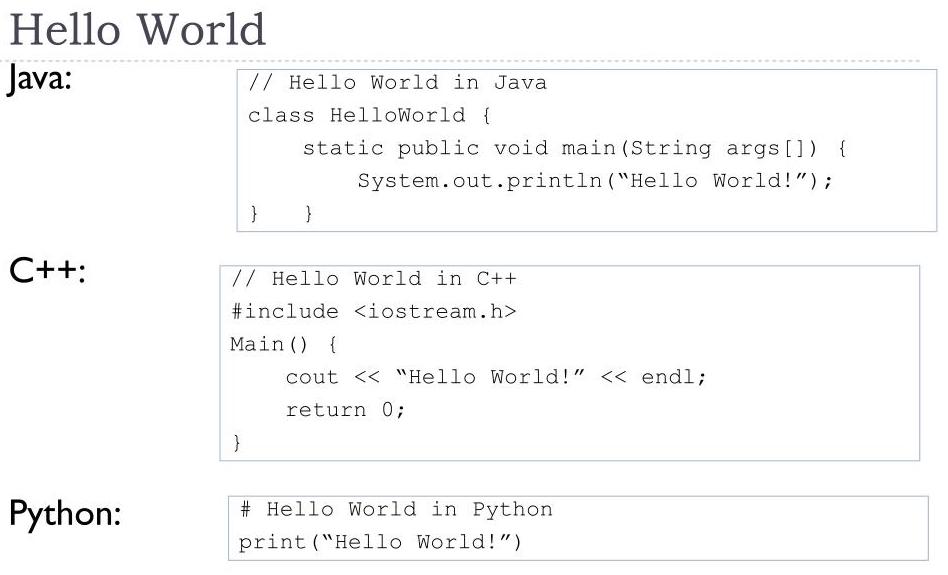 Hello World
Java:
// Hello World in Java
class HelloWorld {
    static public void main(String args[]) {
        System.out.println(“Hello World!”);
}   }
C++:
// Hello World in C++
#include <iostream.h>
Main() {
    cout << “Hello World!” << endl;
    return 0;
}
Python:
# Hello World in Python
print(“Hello World!”)